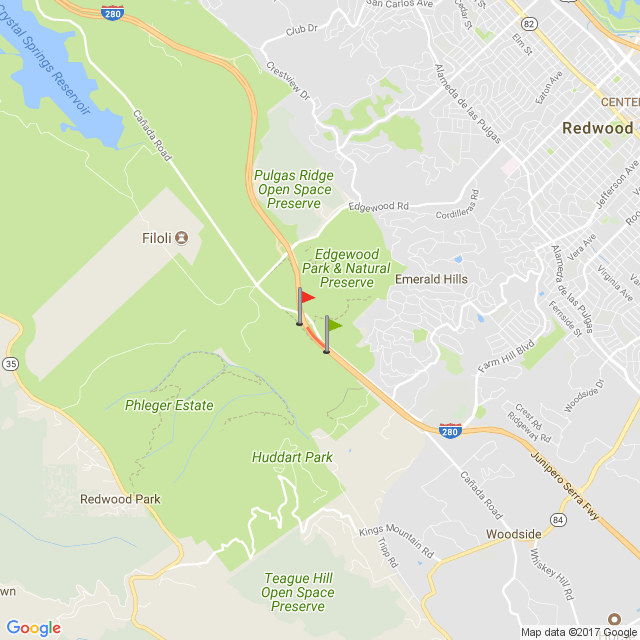 280
Club Dr
San Carlos Ave
Cedar St
82
Elm St
Crystal Springs Reservoir
Crestview Dr
Alameda de las Pulgas
Eaton Ave
CENTE
Redwood
Cañada Road
Pulgas Ridge
Open Space
Preserve
Edgewood Rd
Cordilleras Rd
Jefferson Ave
Filoli
Edgewood
Park & Natural
Preserve
Emerald Hills
Vera Ave
Virginia Ave
Roo
Alameda de las Pulgas
Fernside St
Farm Hill Blvd
35
Phleger Estate
Woodside Dr
Crest Rd
Ridgeway Rd
280
Huddart Park
Junipero Serra Fwy
Cañada Road
Redwood Park
84
Kings Mountain Rd
Tripp Rd
Woodside
Whiskey Hill Rd
Teague Hill
Open Space
Preserve
wn
Google
Map data ©2017 Google